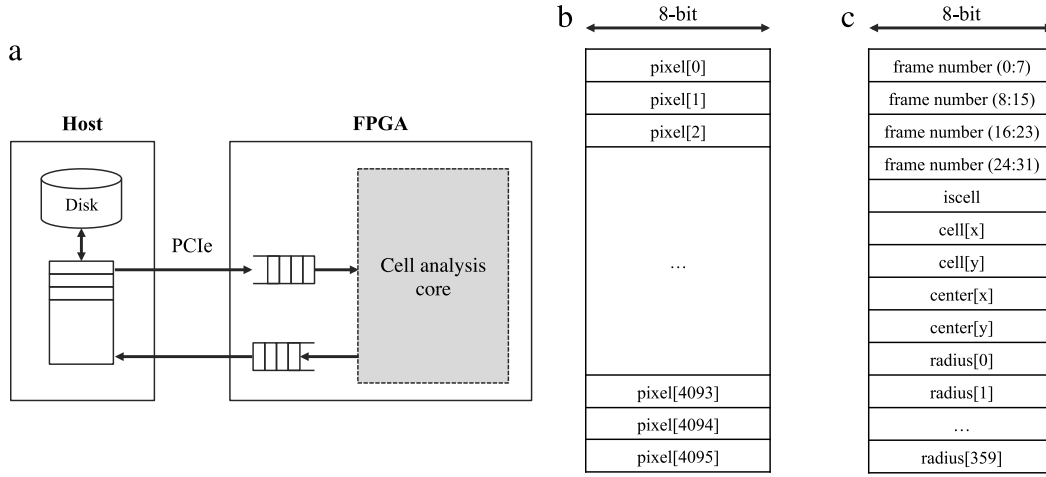 a
Host
FPGA
Disk
PCIe
Cell analysis
core
b
8-bit
pixel[0]
pixel[1]
pixel[2]
…
pixel[4093]
pixel[4094]
pixel[4095]
c
8-bit
frame number (0:7)
frame number (8:15)
frame number (16:23)
frame number (24:31)
iscell
cell[x]
cell[y]
center[x]
center[y]
radius[0]
radius[1]
…
radius[359]